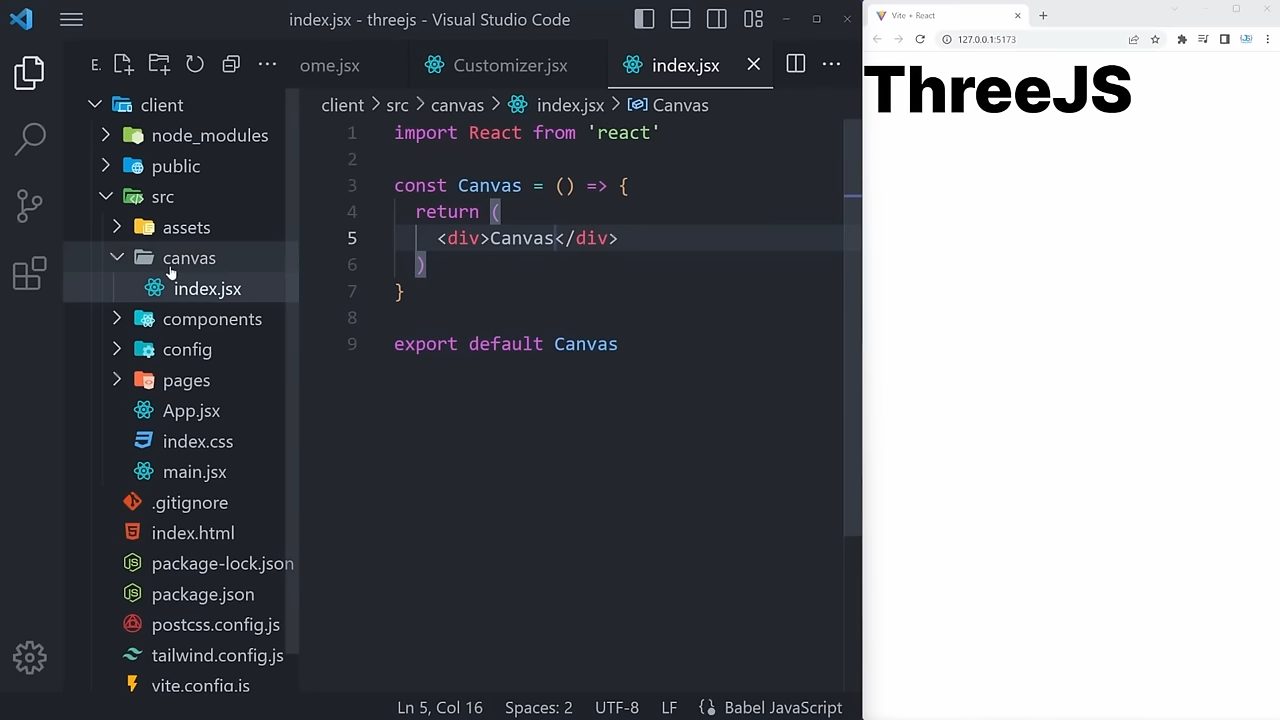 index.jsx - threejs - Visual Studio Code
E.
ome.jsx
Customizer.jsx
index.jsx
client
node_modules
public
src
assets
canvas
index.jsx
components
config
pages
App.jsx
index.css
main.jsx
.gitignore
index.html
package-lock.json
package.json
postcss.config.js
tailwind.config.js
vite.config.js
client > src > canvas > index.jsx > Canvas
1 import React from 'react'
2
3 const Canvas = () => {
4 return (
5 <div>Canvas</div>
6 )
7 }
8
9 export default Canvas
Ln 5, Col 16 Spaces: 2 UTF-8 LF Babel JavaScript
Vite + React
127.0.0.1:5173
ThreeJS